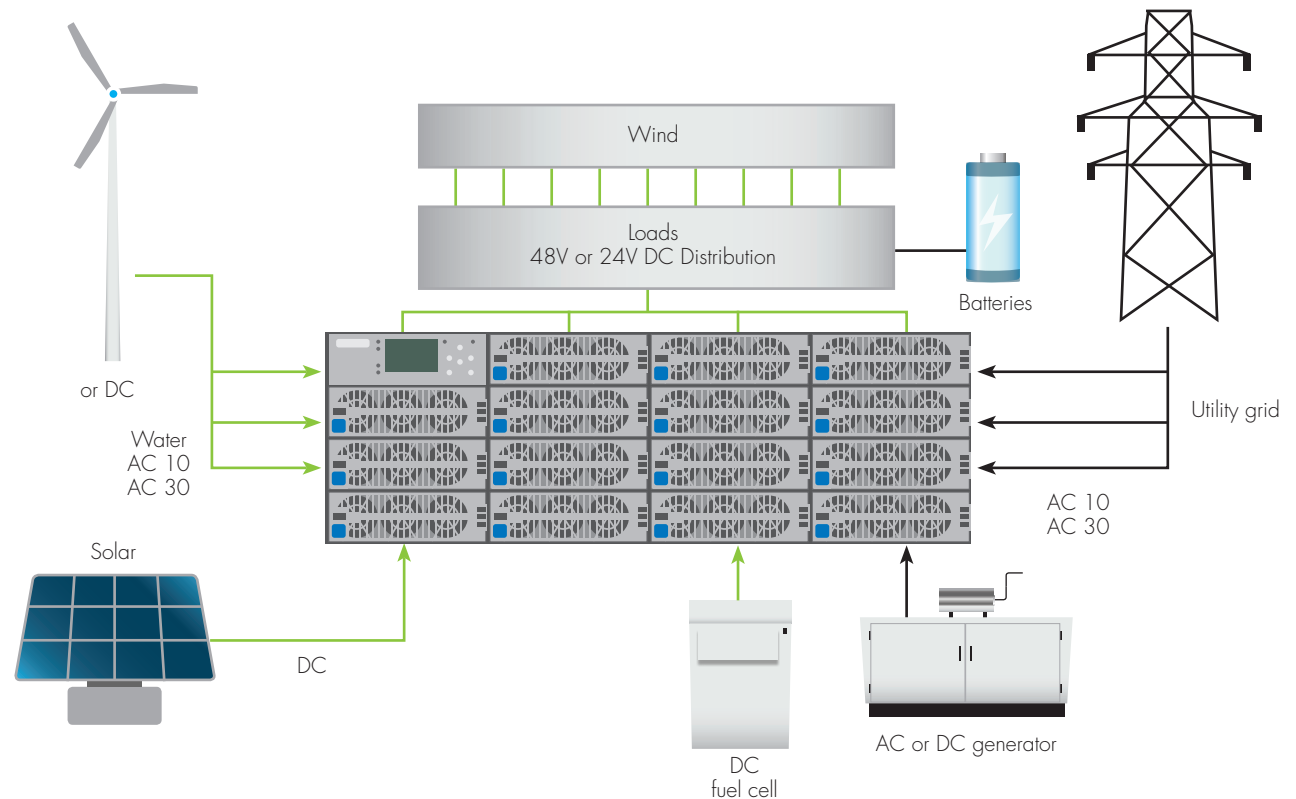 Wind
Loads
48V or 24V DC Distribution
Batteries
or DC
Water
AC 10
AC 30
Utility grid
AC 10
AC 30
Solar
DC
DC
fuel cell
AC or DC generator